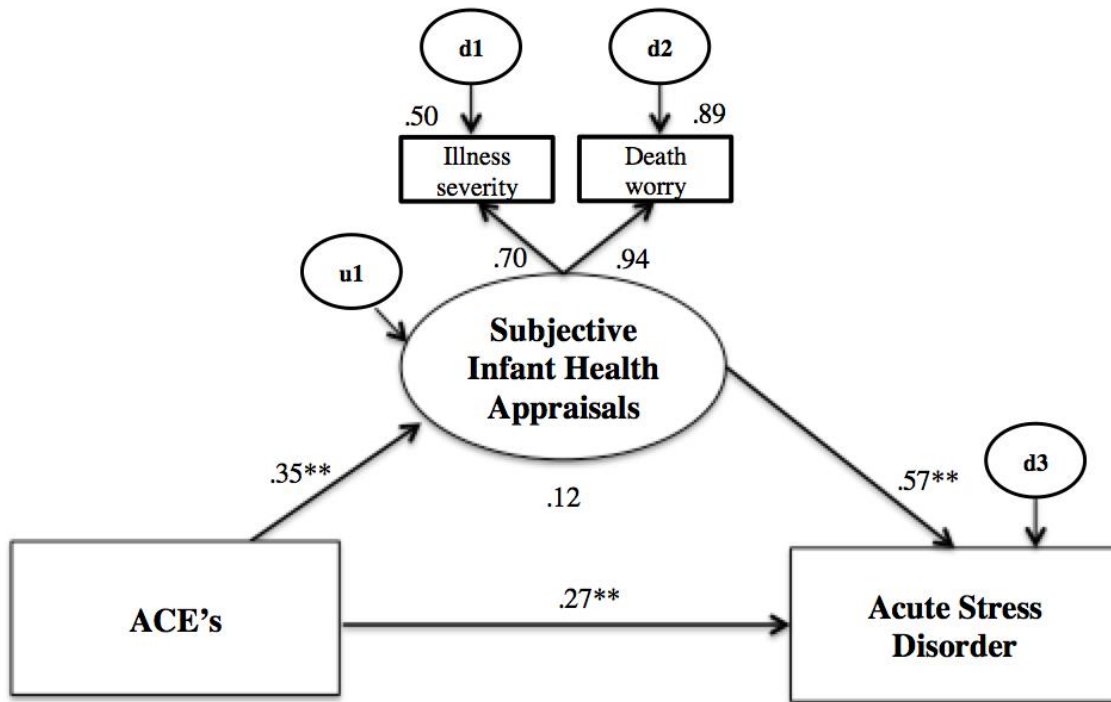 d1
d2
.50
.89
Illness
severity
Death
worry
.70
.94
u1
Subjective
Infant Health
Appraisals
.35**
.12
.57**
d3
ACE’s
.27**
Acute Stress
Disorder